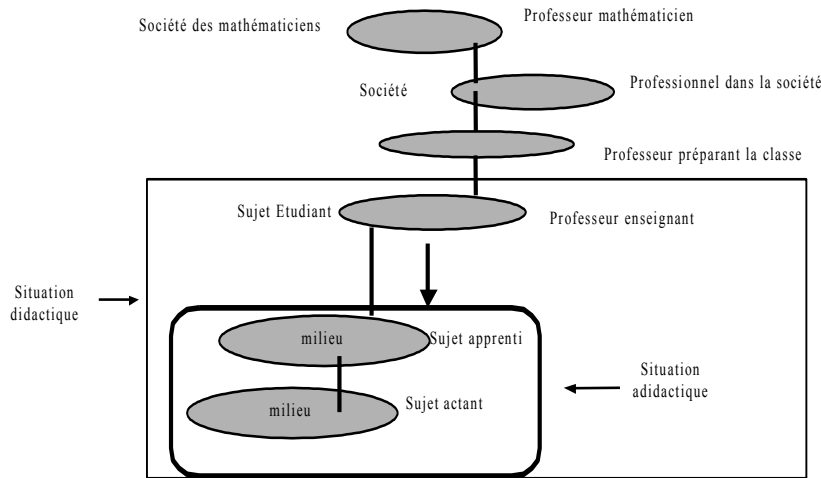 Société des mathématiciens
Professeur mathématicien
Société
Professionnel dans la société
Professeur préparant la classe
Sujet Etudiant
Professeur enseignant
Situation
didactique
milieu
Sujet apprenti
Situation
adidactique
milieu
Sujet actant